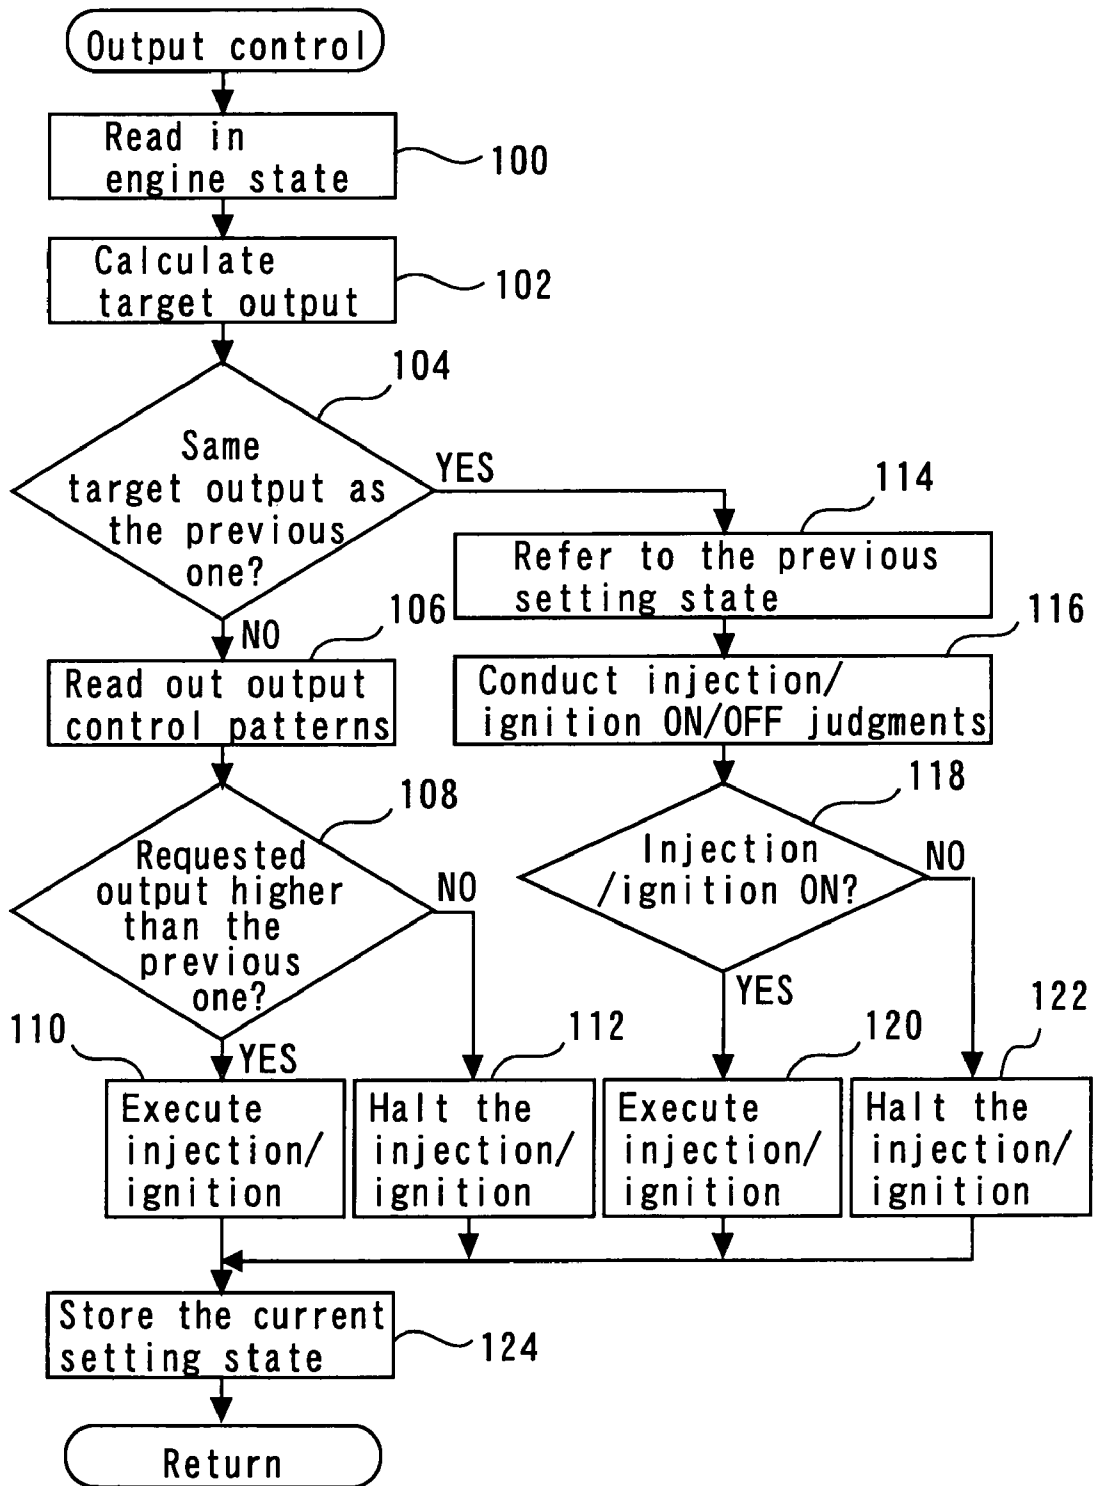 Output control
Read in
engine state
100
Calculate
target output
102
104
Same
target output as
the previous
one?
YES
NO
114
Refer to the previous
setting state
106
Read out output
control patterns
116
Conduct injection/
ignition ON/OFF judgments
108
Requested
output higher
than the
previous
one?
NO
YES
118
Injection
/ignition ON?
NO
YES
110
Execute
injection/
ignition
112
Halt the
injection/
ignition
120
Execute
injection/
ignition
122
Halt the
injection/
ignition
Store the current
setting state
124
Return